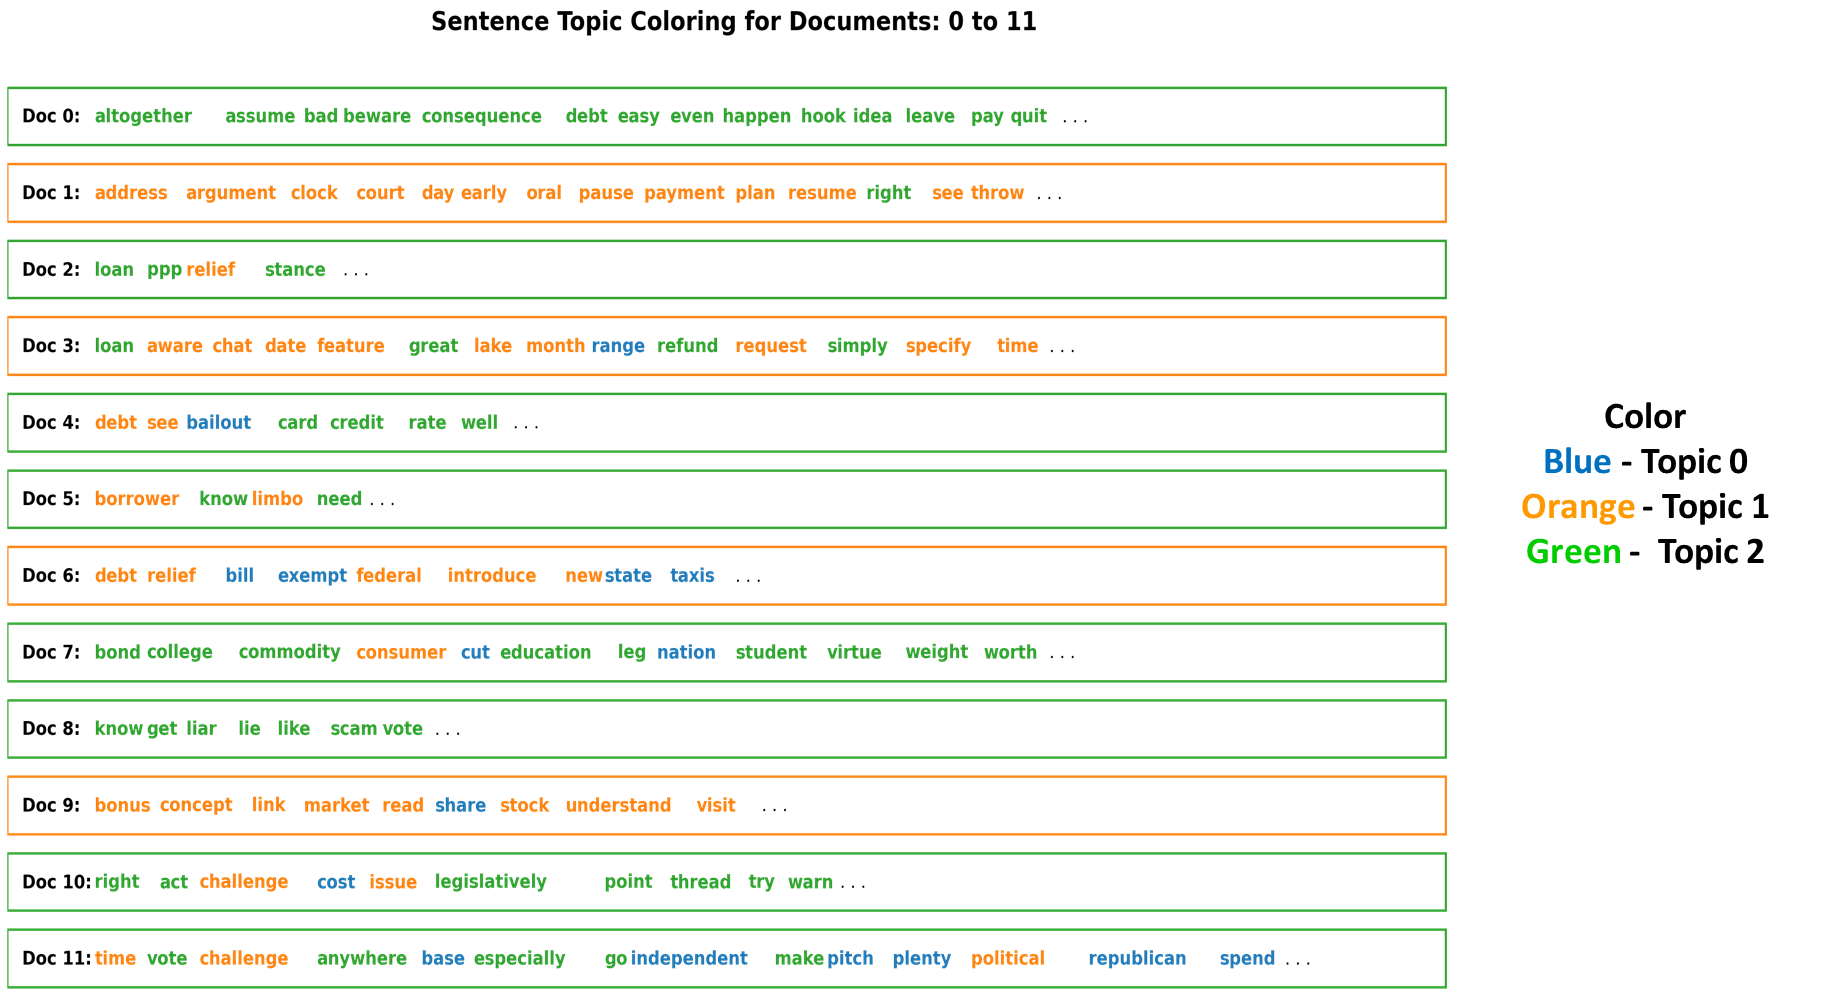 Sentence Topic Coloring for Documents: 0 to 11
Doc 0: altogether assume bad beware consequence debt easy even happen hook idea leave pay quit ...
Doc 1: address argument clock court day early oral pause payment plan resume right see throw ...
Doc 2: loan ppp relief stance ...
Doc 3: loan aware chat date feature great lake month range refund request simply specify time ...
Doc 4: debt see bailout card credit rate well ...
Doc 5: borrower know limbo need ...
Doc 6: debt relief bill exempt federal introduce new state taxis ...
Doc 7: bond college commodity consumer cut education leg nation student virtue weight worth ...
Doc 8: know get liar lie like scam vote ...
Doc 9: bonus concept link market read share stock understand visit ...
Doc 10: right act challenge cost issue legislatively point thread try warn ...
Doc 11: time vote challenge anywhere base especially go independent make pitch plenty political republican spend ...
Color
Blue - Topic 0
Orange - Topic 1
Green - Topic 2